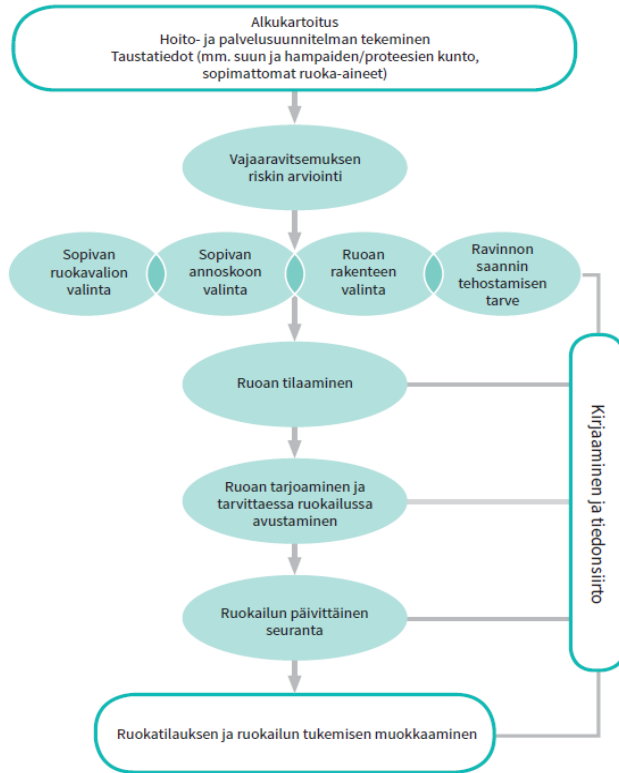 Alkukartoitus
Hoito- ja palvelusuunnitelman tekeminen
Taustatiedot (mm. suun ja hampaiden/proteesien kunto,
sopimattomat ruoka-aineet)
Vajaaravitsemuksen
riskin arviointi
Sopivan
ruokavalion
valinta
Sopivan
annoskoon
valinta
Ruoan
rakenteen
valinta
Ravinnon
saannin
tehostamisen
tarve
Ruoan tilaaminen
Ruoan tarjoaminen ja
tarvittaessa ruokailussa
avustaminen
Ruokailun päivittäinen
seuranta
Ruokatilauksen ja ruokailun tukemisen muokkaaminen
Kirjaaminen ja tiedonsiirto